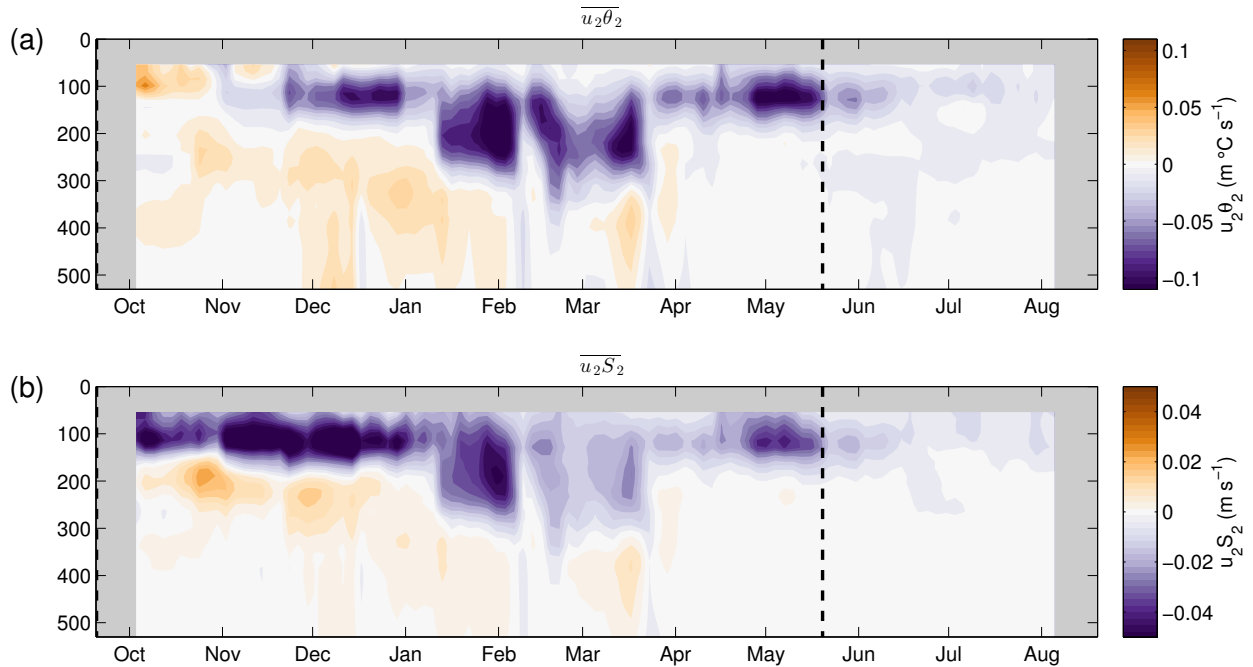 u₂θ₂
(a)
0
100
200
300
400
500
Oct Nov Dec Jan Feb Mar Apr May Jun Jul Aug
0.1
0.05
0
−0.05
−0.1
u₂θ₂ (m °C s⁻¹)
u₂S₂
(b)
0
100
200
300
400
500
Oct Nov Dec Jan Feb Mar Apr May Jun Jul Aug
0.04
0.02
0
−0.02
−0.04
u₂S₂ (m s⁻¹)